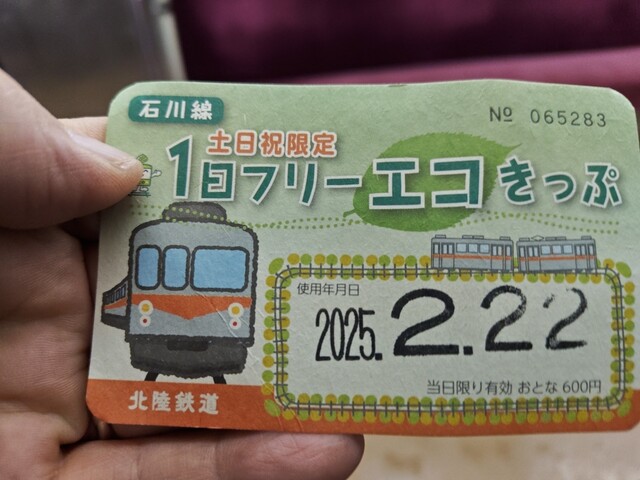 石川線
№ 065283
土日祝限定
1日フリーエコきっぷ
使用年月日
2025.2.22
当日限り有効 おとな 600円
北陸鉄道